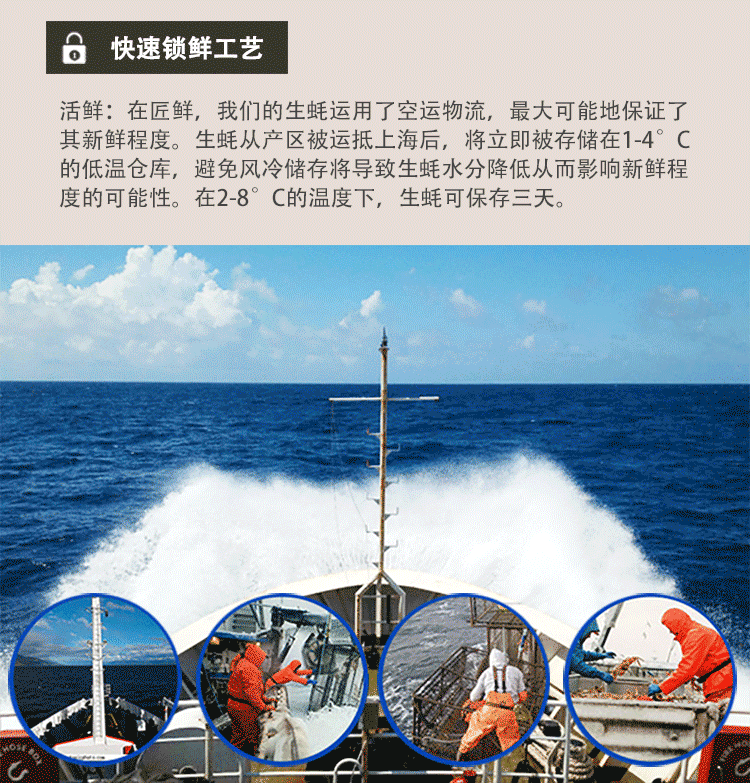 快速锁鲜工艺
活鲜：在匠鲜，我们的生蚝运用了空运物流，最大可能地保证了
其新鲜程度。生蚝从产区被运抵上海后，将立即被存储在1-4°C
的低温仓库，避免风冷储存将导致生蚝水分降低从而影响新鲜程
度的可能性。在2-8°C的温度下，生蚝可保存三天。
HOSE BOX